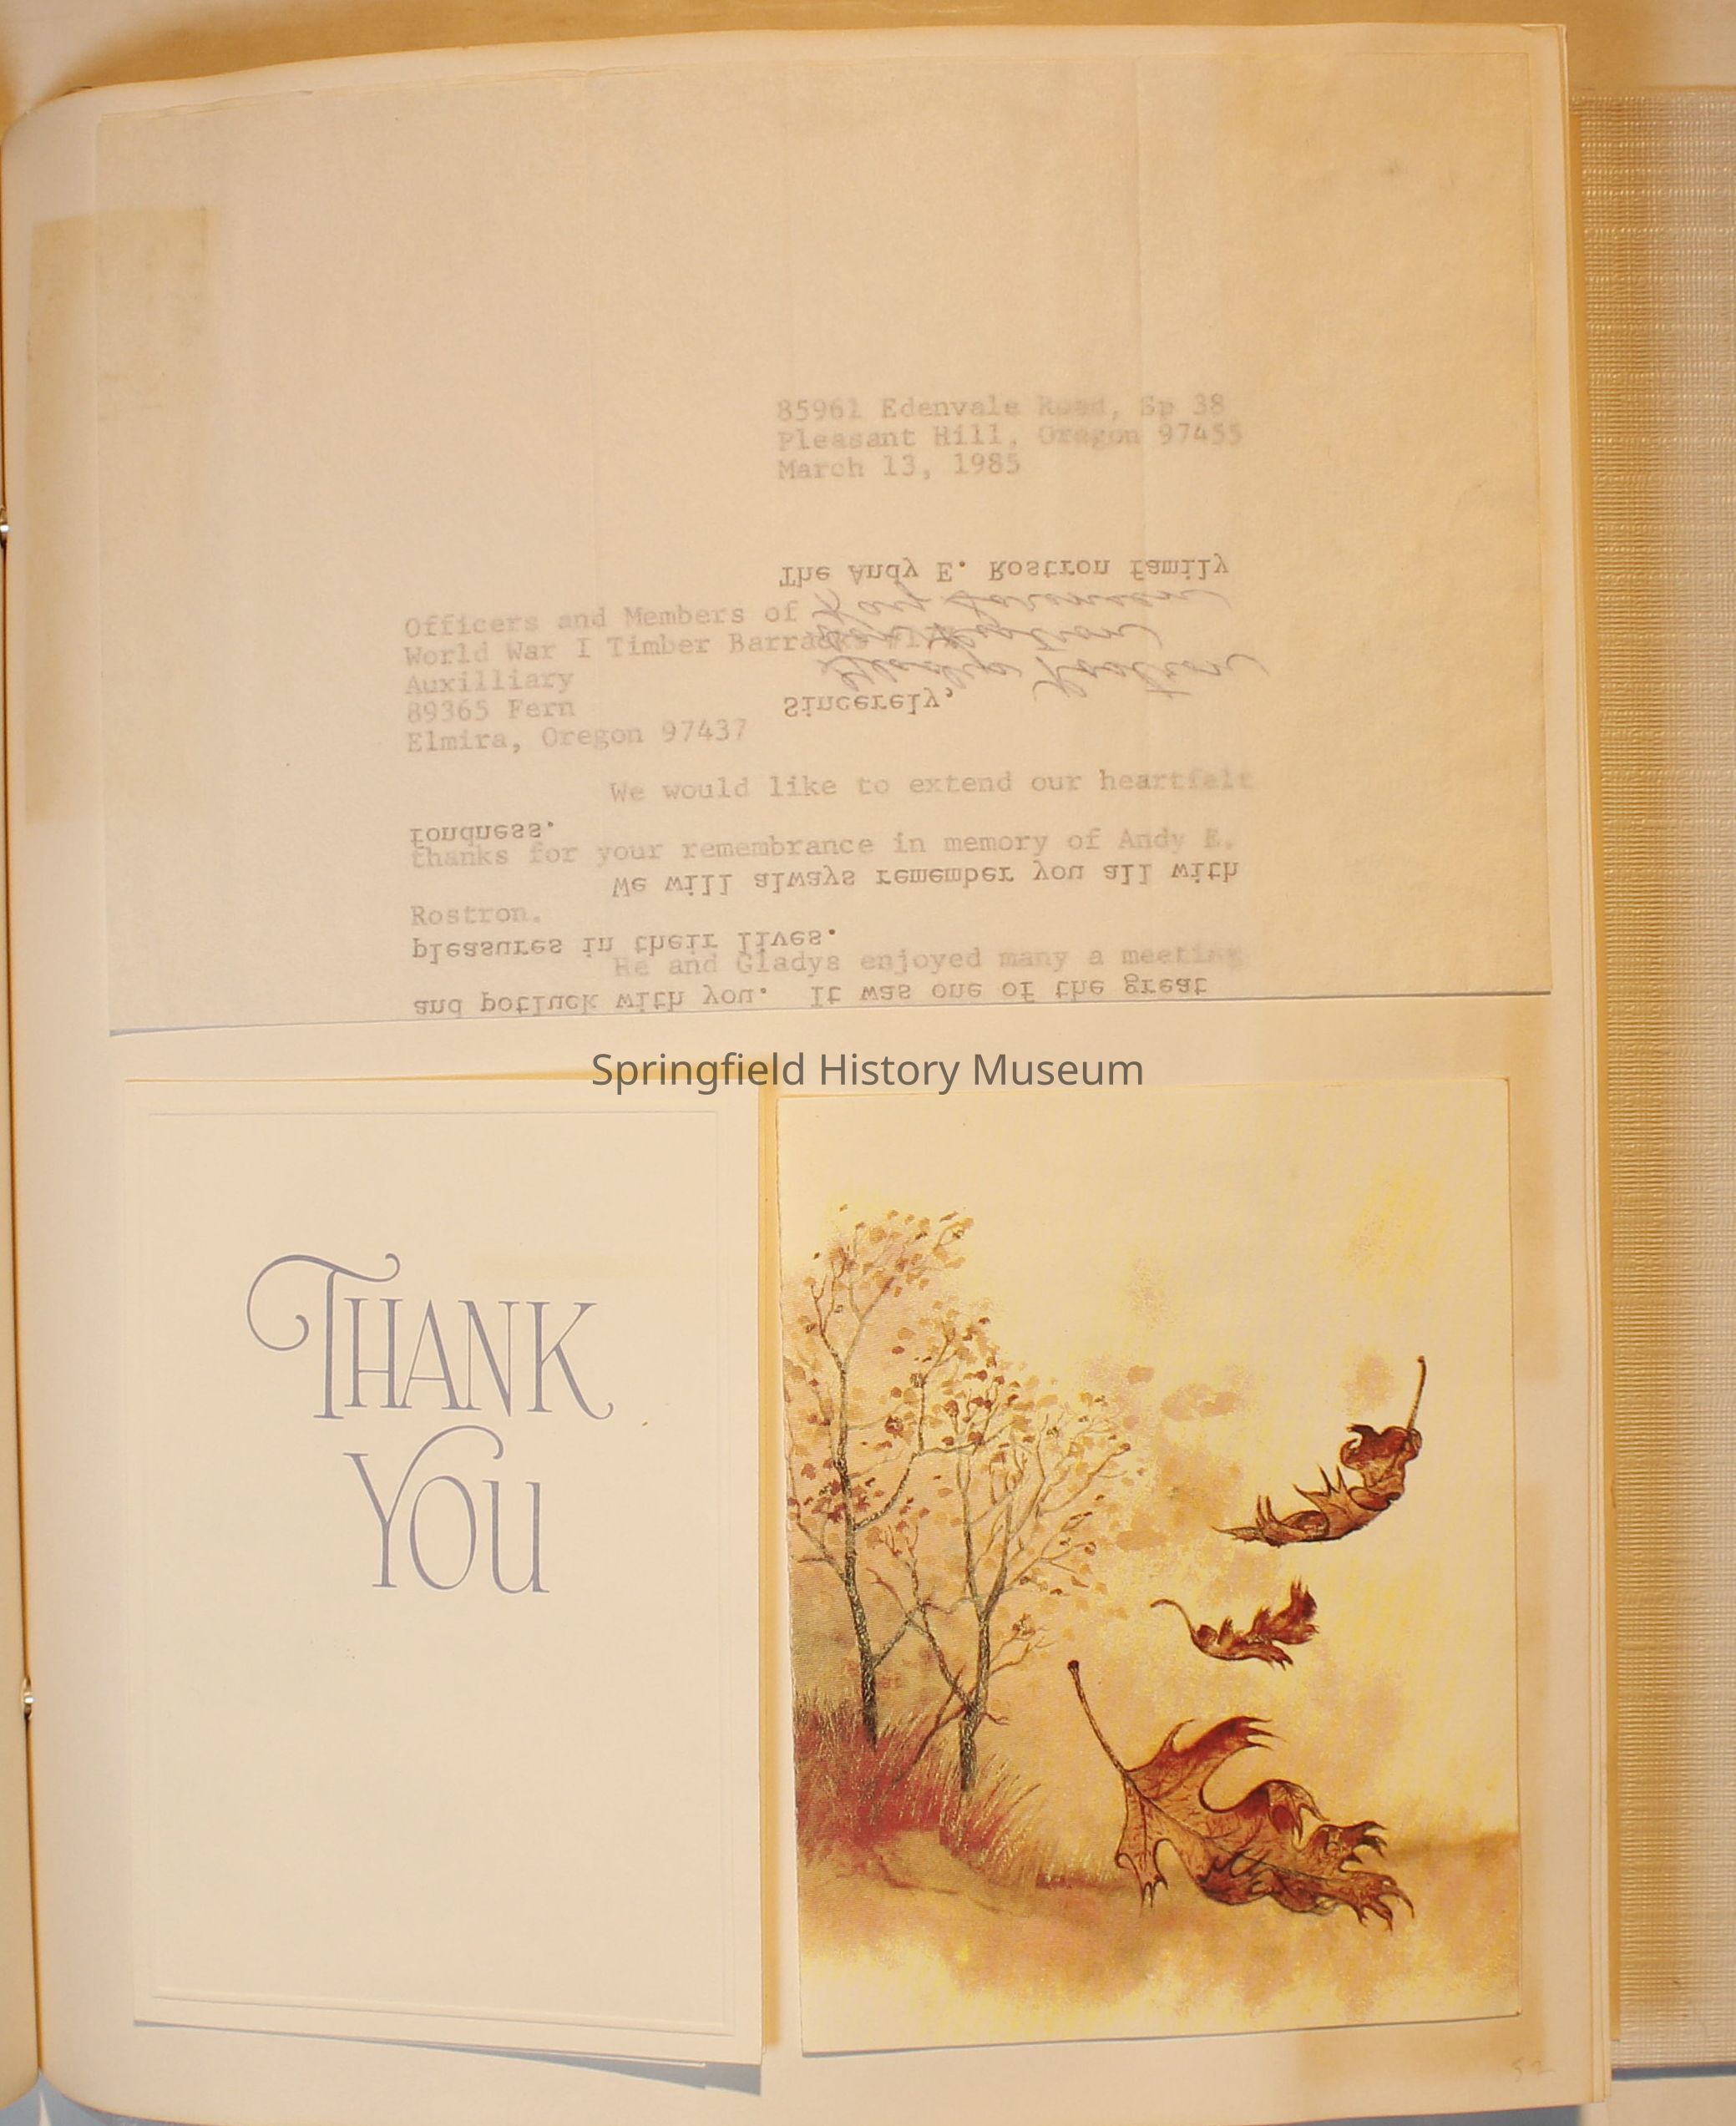 85961 Edenvale Road, Sp 38
Pleasant Hill, Oregon 97455
March 13, 1985
Officers and Members of
World War I Timber Barracks
Auxilliary
89365 Fern
Elmira, Oregon 97437
We would like to extend our heartfelt
thanks for your remembrance in memory of Andy E.
Rostron.
He and Gladys enjoyed many a meeting
and potluck with you. It was one of the great
pleasures in their lives.
We will always remember you all with
fondness.
Sincerely,
Gladys Rostron
The Andy E. Rostron family
Springfield History Museum
THANK
YOU
52